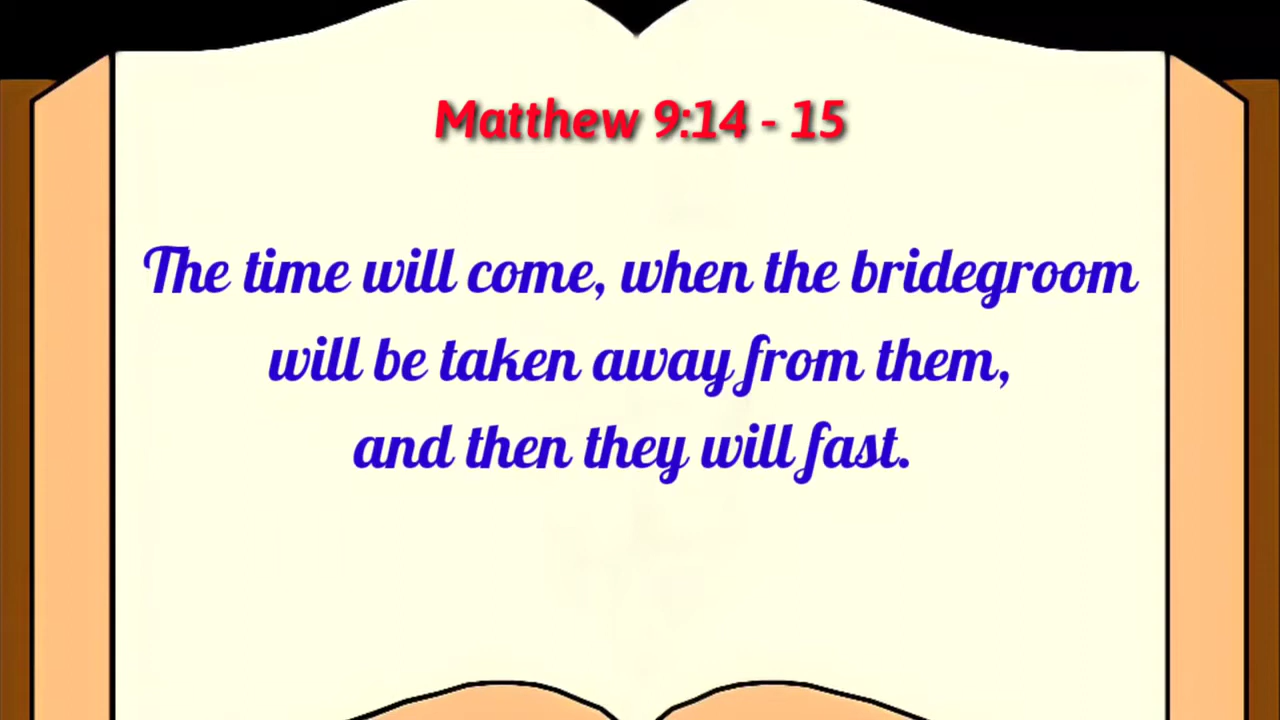 Matthew 9:14 - 15
The time will come, when the bridegroom
will be taken away from them,
and then they will fast.